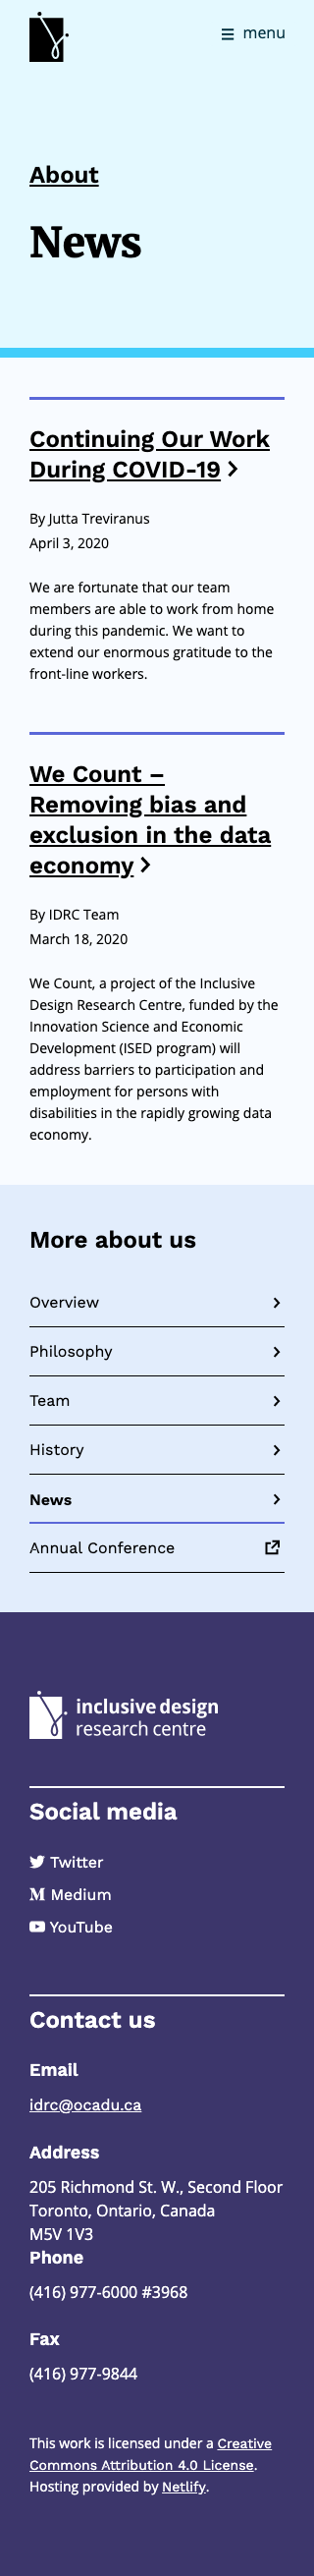 menu
About
News
Continuing Our Work
During COVID-19
By Jutta Treviranus
April 3, 2020
We are fortunate that our team
members are able to work from home
during this pandemic. We want to
extend our enormous gratitude to the
front-line workers.
We Count –
Removing bias and
exclusion in the data
economy
By IDRC Team
March 18, 2020
We Count, a project of the Inclusive
Design Research Centre, funded by the
Innovation Science and Economic
Development (ISED program) will
address barriers to participation and
employment for persons with
disabilities in the rapidly growing data
economy.
More about us
Overview
Philosophy
Team
History
News
Annual Conference
inclusive design
research centre
Social media
Twitter
Medium
YouTube
Contact us
Email
idrc@ocadu.ca
Address
205 Richmond St. W., Second Floor
Toronto, Ontario, Canada
M5V 1V3
Phone
(416) 977-6000 #3968
Fax
(416) 977-9844
This work is licensed under a Creative
Commons Attribution 4.0 License.
Hosting provided by Netlify.